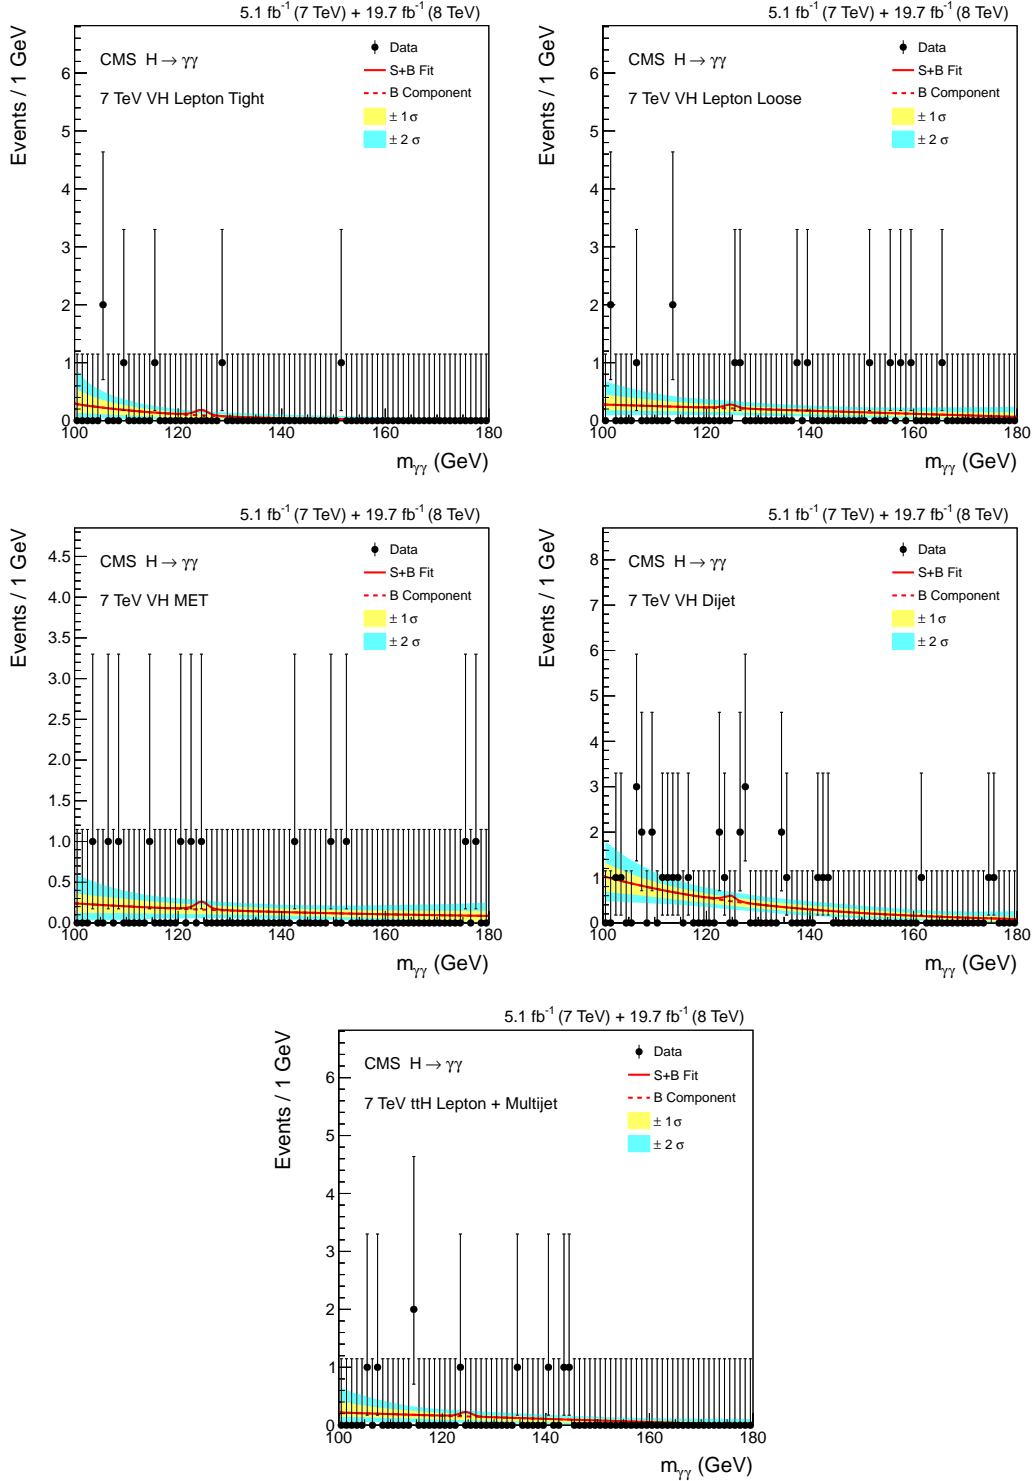 5.1 fb⁻¹ (7 TeV) + 19.7 fb⁻¹ (8 TeV)
Events / 1 GeV
CMS H → γγ
7 TeV VH Lepton Tight
Data
S+B Fit
B Component
± 1 σ
± 2 σ
6
5
4
3
2
1
0
100 120 140 160 180
mγγ (GeV)
5.1 fb⁻¹ (7 TeV) + 19.7 fb⁻¹ (8 TeV)
Events / 1 GeV
CMS H → γγ
7 TeV VH Lepton Loose
Data
S+B Fit
B Component
± 1 σ
± 2 σ
6
5
4
3
2
1
0
100 120 140 160 180
mγγ (GeV)
5.1 fb⁻¹ (7 TeV) + 19.7 fb⁻¹ (8 TeV)
Events / 1 GeV
CMS H → γγ
7 TeV VH MET
Data
S+B Fit
B Component
± 1 σ
± 2 σ
4.5
4.0
3.5
3.0
2.5
2.0
1.5
1.0
0.5
0.0
100 120 140 160 180
mγγ (GeV)
5.1 fb⁻¹ (7 TeV) + 19.7 fb⁻¹ (8 TeV)
Events / 1 GeV
CMS H → γγ
7 TeV VH Dijet
Data
S+B Fit
B Component
± 1 σ
± 2 σ
8
7
6
5
4
3
2
1
0
100 120 140 160 180
mγγ (GeV)
5.1 fb⁻¹ (7 TeV) + 19.7 fb⁻¹ (8 TeV)
Events / 1 GeV
CMS H → γγ
7 TeV ttH Lepton + Multijet
Data
S+B Fit
B Component
± 1 σ
± 2 σ
6
5
4
3
2
1
0
100 120 140 160 180
mγγ (GeV)